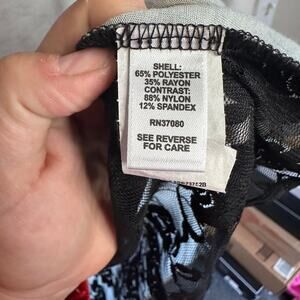 SHELL:
65% POLYESTER
35% RAYON
CONTRAST:
88% NYLON
12% SPANDEX
RN37080
SEE REVERSE
FOR CARE